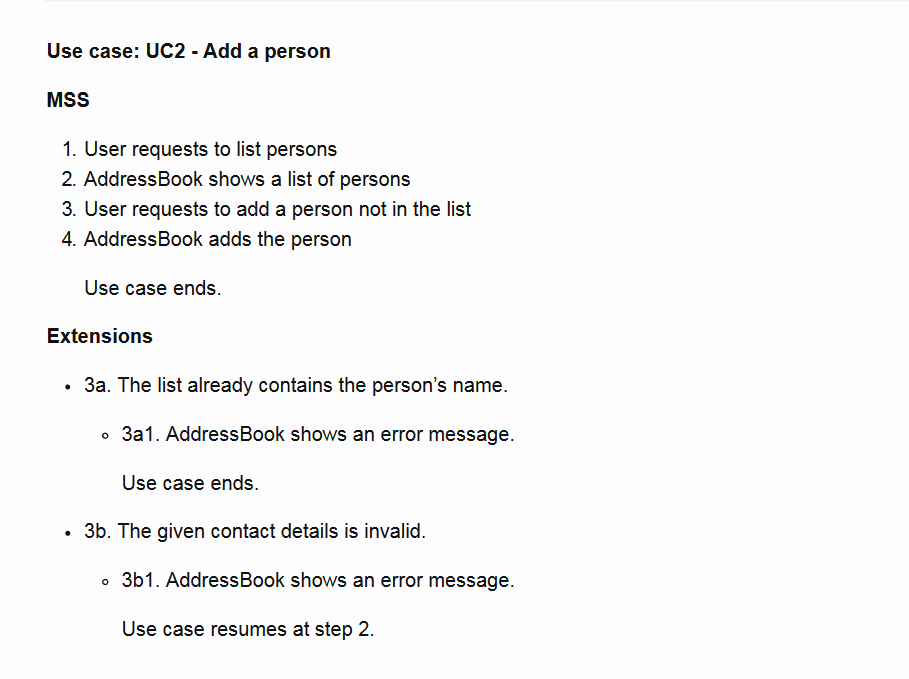 Use case: UC2 - Add a person
MSS
1. User requests to list persons
2. AddressBook shows a list of persons
3. User requests to add a person not in the list
4. AddressBook adds the person
Use case ends.
Extensions
• 3a. The list already contains the person’s name.
◦ 3a1. AddressBook shows an error message.
Use case ends.
• 3b. The given contact details is invalid.
◦ 3b1. AddressBook shows an error message.
Use case resumes at step 2.